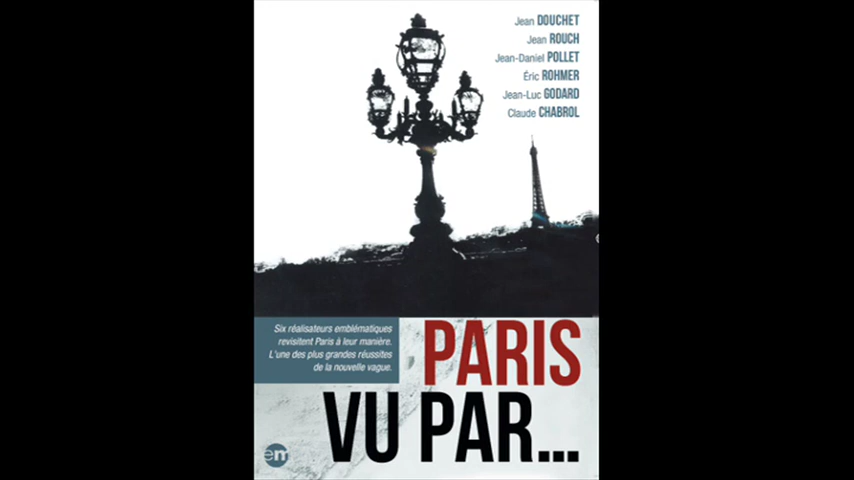 Jean DOUCHET
Jean ROUCH
Jean-Daniel POLLET
Éric ROHMER
Jean-Luc GODARD
Claude CHABROL
Six réalisateurs emblématiques
revisitent Paris à leur manière.
L'une des plus grandes réussites
de la nouvelle vague.
PARIS
VU PAR...
em